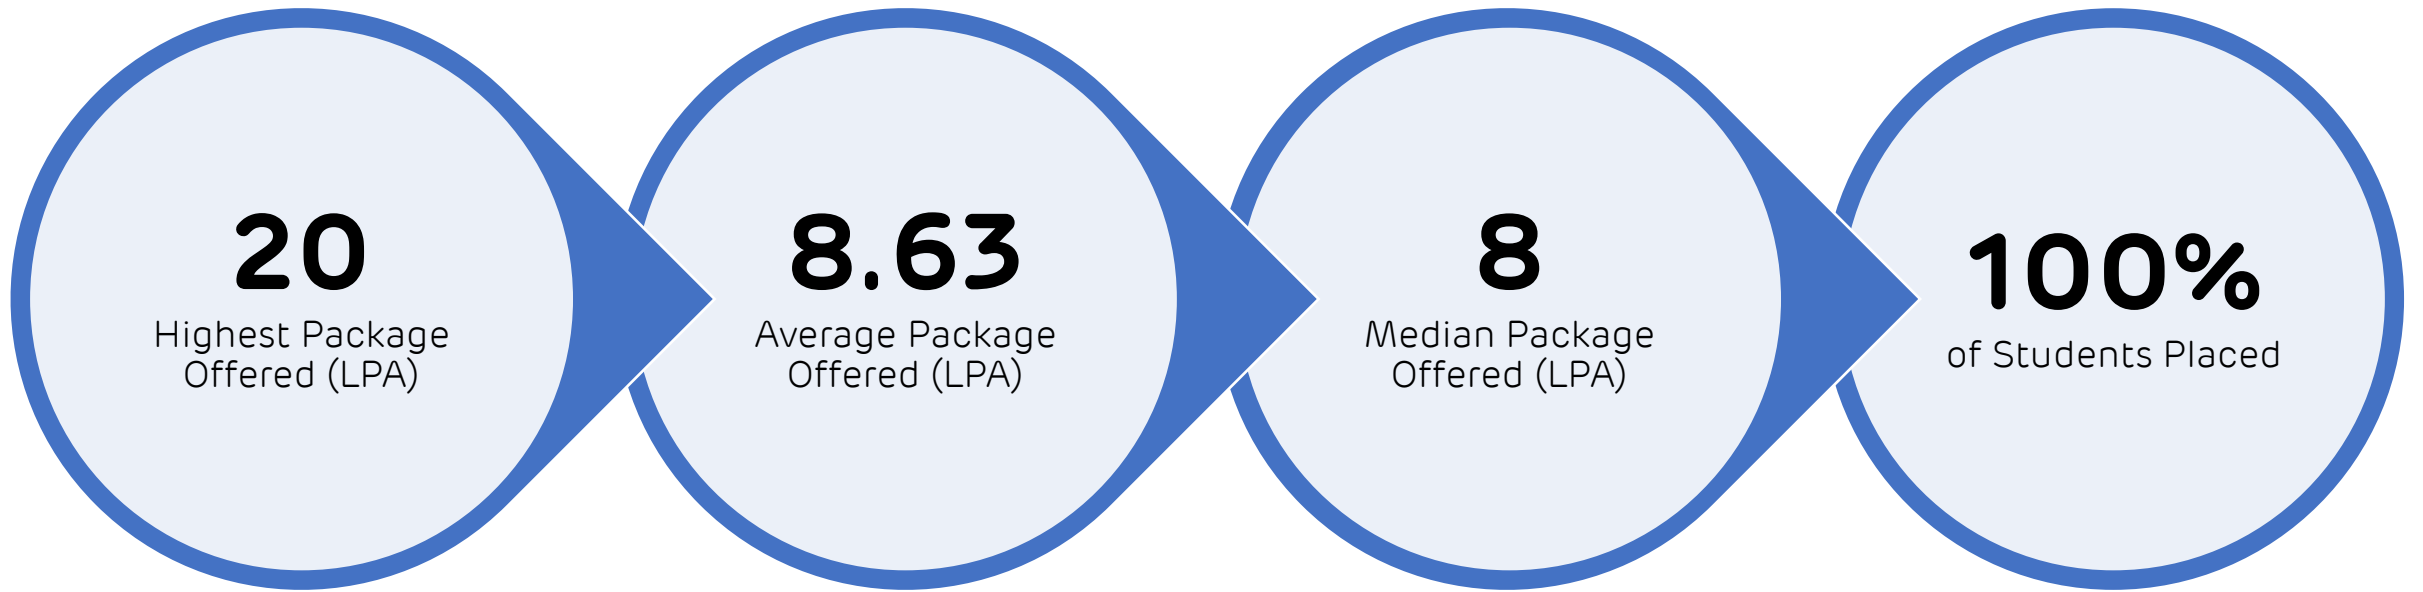 20
Highest Package
Offered (LPA)
8.63
Average Package
Offered (LPA)
8
Median Package
Offered (LPA)
100%
of Students Placed